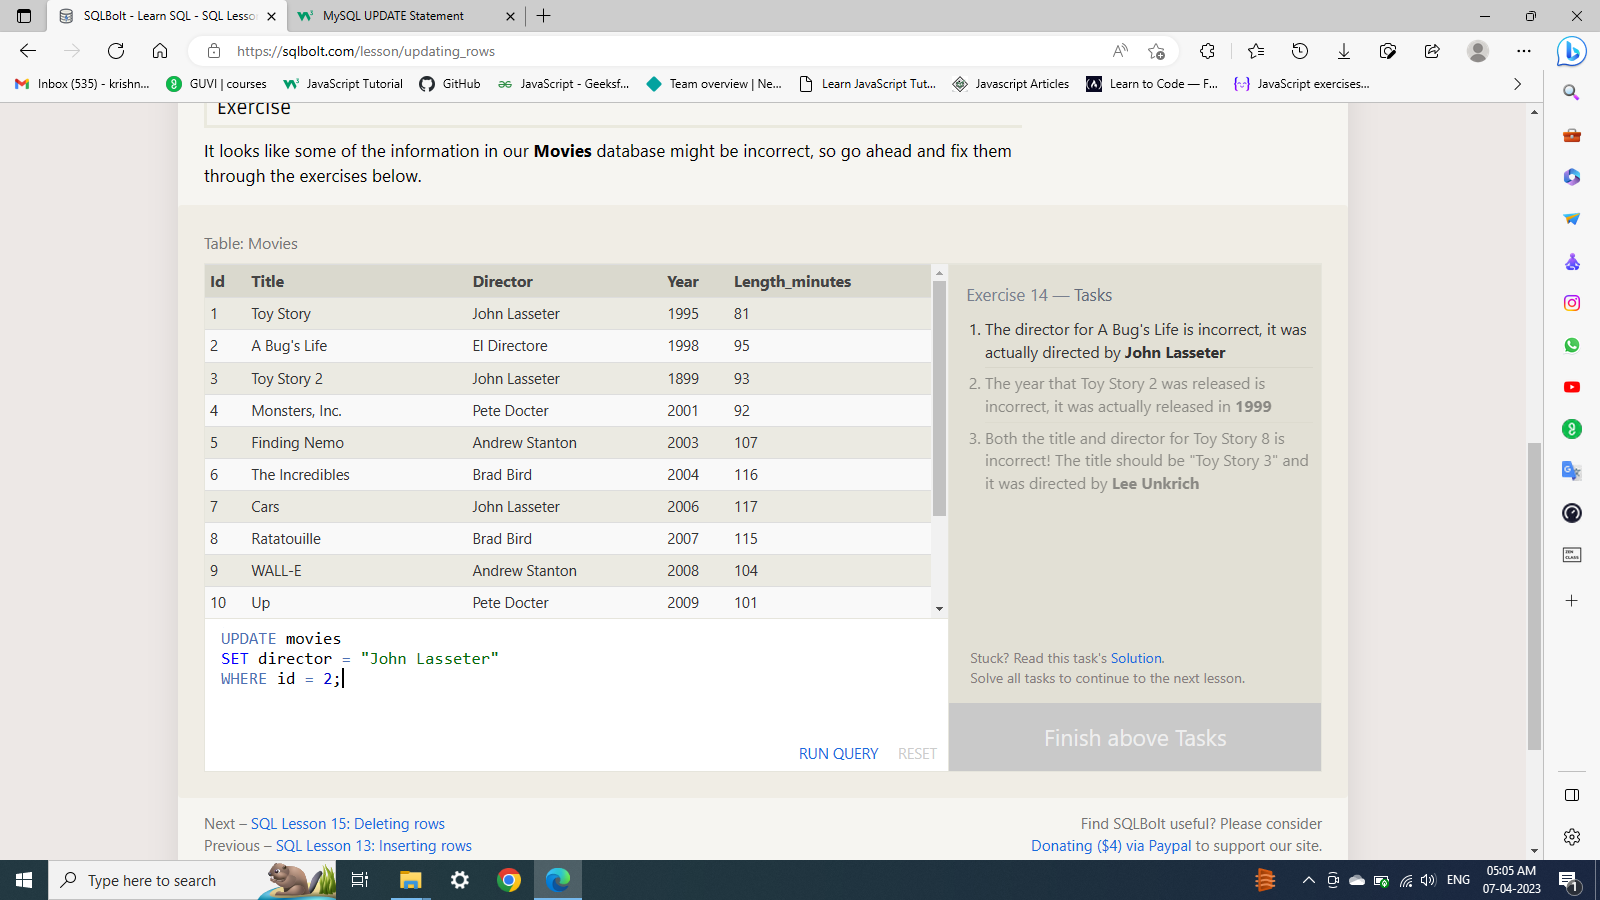 SQLBolt - Learn SQL - SQL Lesso
MySQL UPDATE Statement
https://sqlbolt.com/lesson/updating_rows
Inbox (535) - krishn...
GUVI | courses
JavaScript Tutorial
GitHub
JavaScript - Geeksf...
Team overview | Ne...
Learn JavaScript Tut...
Javascript Articles
Learn to Code — F...
JavaScript exercises...
Exercise
It looks like some of the information in our Movies database might be incorrect, so go ahead and fix them
through the exercises below.
Table: Movies
Id Title Director Year Length_minutes
1 Toy Story John Lasseter 1995 81
2 A Bug's Life El Directore 1998 95
3 Toy Story 2 John Lasseter 1899 93
4 Monsters, Inc. Pete Docter 2001 92
5 Finding Nemo Andrew Stanton 2003 107
6 The Incredibles Brad Bird 2004 116
7 Cars John Lasseter 2006 117
8 Ratatouille Brad Bird 2007 115
9 WALL-E Andrew Stanton 2008 104
10 Up Pete Docter 2009 101
UPDATE movies
SET director = "John Lasseter"
WHERE id = 2;
RUN QUERY RESET
Exercise 14 — Tasks
1. The director for A Bug's Life is incorrect, it was
actually directed by John Lasseter
2. The year that Toy Story 2 was released is
incorrect, it was actually released in 1999
3. Both the title and director for Toy Story 8 is
incorrect! The title should be "Toy Story 3" and
it was directed by Lee Unkrich
Stuck? Read this task's Solution.
Solve all tasks to continue to the next lesson.
Finish above Tasks
Next – SQL Lesson 15: Deleting rows
Previous – SQL Lesson 13: Inserting rows
Find SQLBolt useful? Please consider
Donating ($4) via Paypal to support our site.
Type here to search
ENG
05:05 AM
07-04-2023
1